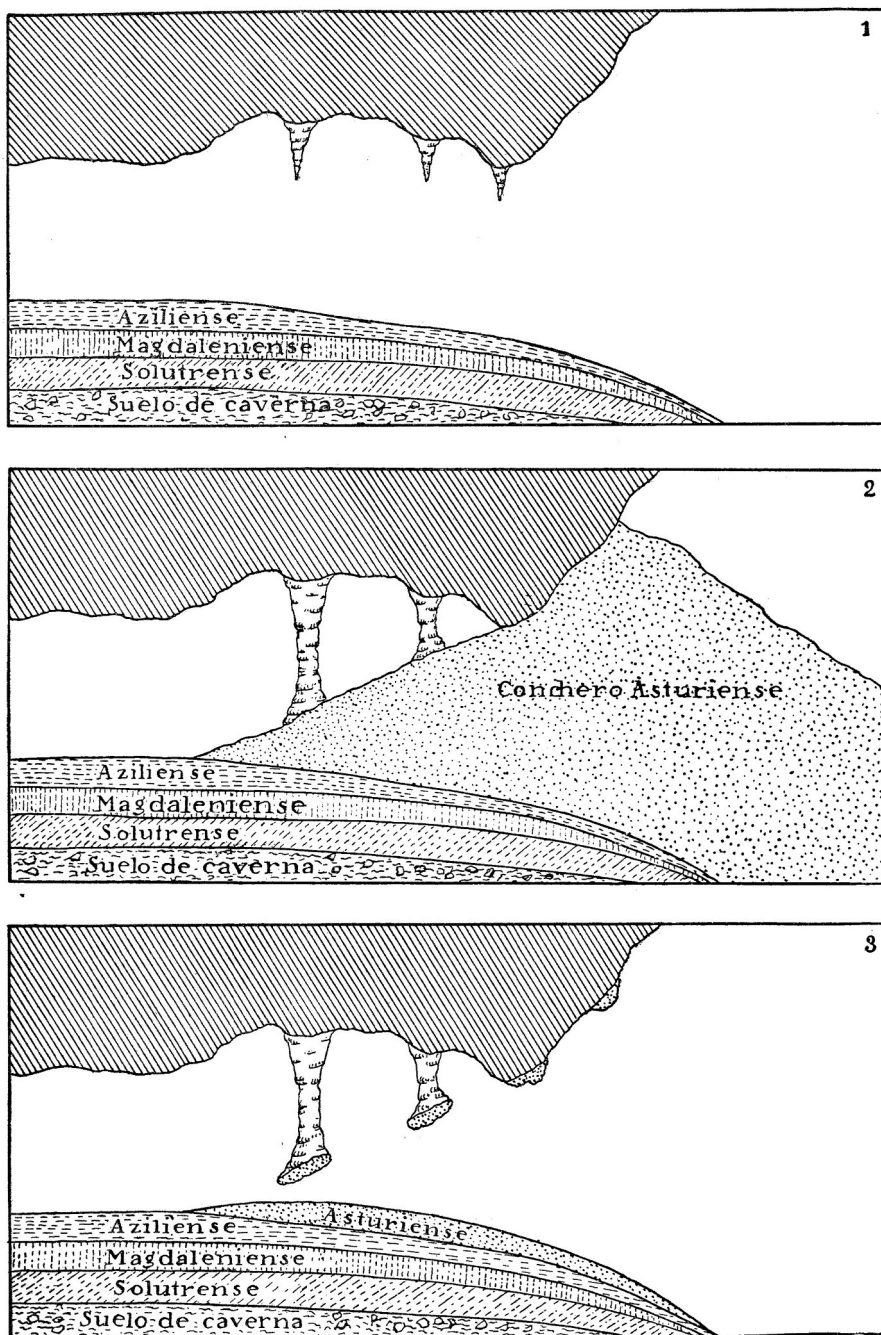 1
Aziliense
Magdaleniense
Solutrense
Suelo de caverna
2
Conchero Asturiense
Aziliense
Magdaleniense
Solutrense
Suelo de caverna
3
Asturiense
Aziliense
Magdaleniense
Solutrense
Suelo de caverna